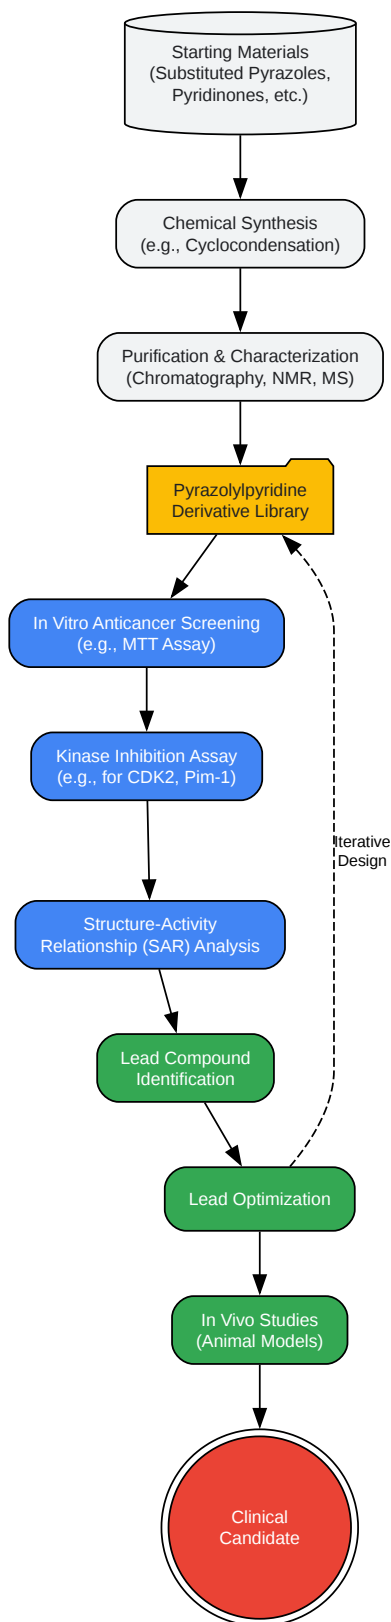 Starting Materials
(Substituted Pyrazoles,
Pyridinones, etc.)
Chemical Synthesis
(e.g., Cyclocondensation)
Purification & Characterization
(Chromatography, NMR, MS)
Pyrazolylpyridine
Derivative Library
In Vitro Anticancer Screening
(e.g., MTT Assay)
Kinase Inhibition Assay
(e.g., for CDK2, Pim-1)
Iterative
Design
Structure-Activity
Relationship (SAR) Analysis
Lead Compound
Identification
Lead Optimization
In Vivo Studies
(Animal Models)
Clinical
Candidate